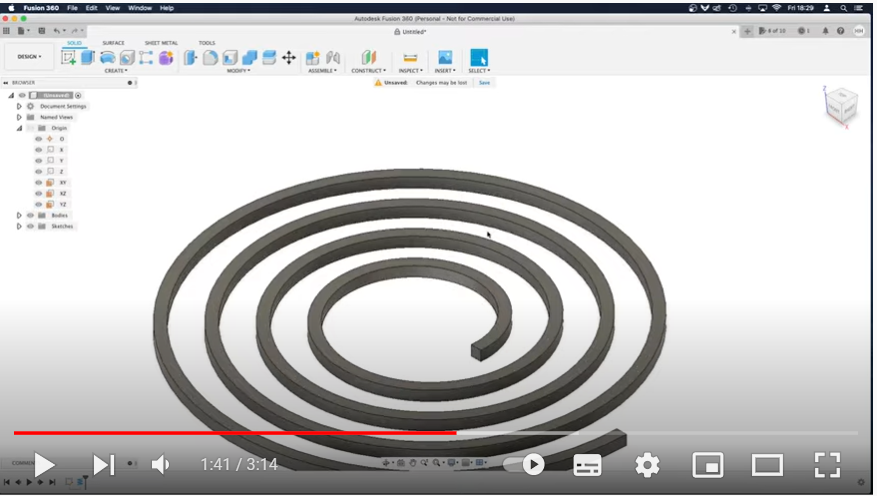 Fusion 360 File Edit View Window Help
Fri 18:29
Autodesk Fusion 360 (Personal - Not for Commercial Use)
Untitled*
8 of 10
1
HM
SOLID SURFACE SHEET METAL TOOLS
DESIGN
CREATE MODIFY ASSEMBLE CONSTRUCT INSPECT INSERT SELECT
BROWSER
Unsaved: Changes may be lost Save
(Unsaved)
Document Settings
Named Views
Origin
O
X
Y
Z
XY
XZ
YZ
Bodies
Sketches
Z
X
1:41 / 3:14